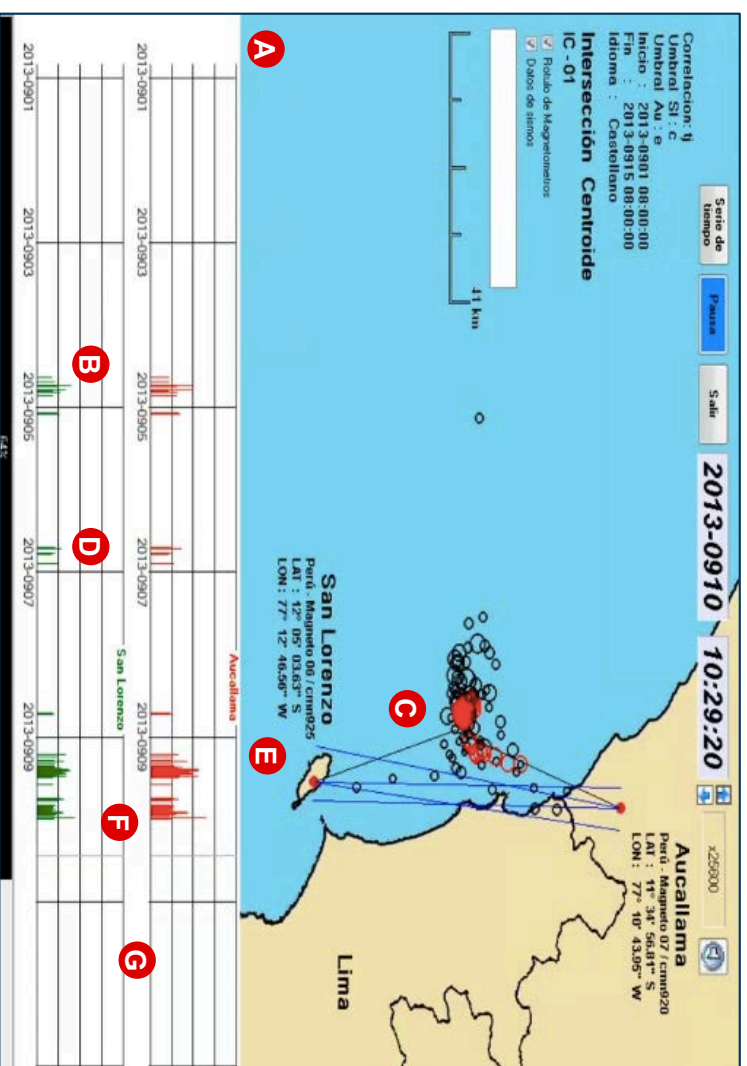 Correlacion: tj
Umbral SI : c
Umbral Au : e
Inicio : 2013-0901 08:00:00
Fin : 2013-0915 08:00:00
Idioma : Castellano
Intersección Centroide
IC - 01
Rotulo de Magnetometros
Datos de sismos
41 km
Serie de
tiempo
Pausa
Salir
2013-0910
10:29:20
x25600
Aucallama
Perú - Magneto 07 / cmn920
LAT : 11° 34' 56.81" S
LON : 77° 10' 43.95" W
San Lorenzo
Perú - Magneto 06 / cmn925
LAT : 12° 05' 03.63" S
LON : 77° 12' 46.56" W
Lima
C
E
A
Aucallama
2013-0901
2013-0903
2013-0905
2013-0907
2013-0909
G
San Lorenzo
B
D
F
2013-0901
2013-0903
2013-0905
2013-0907
2013-0909
64%